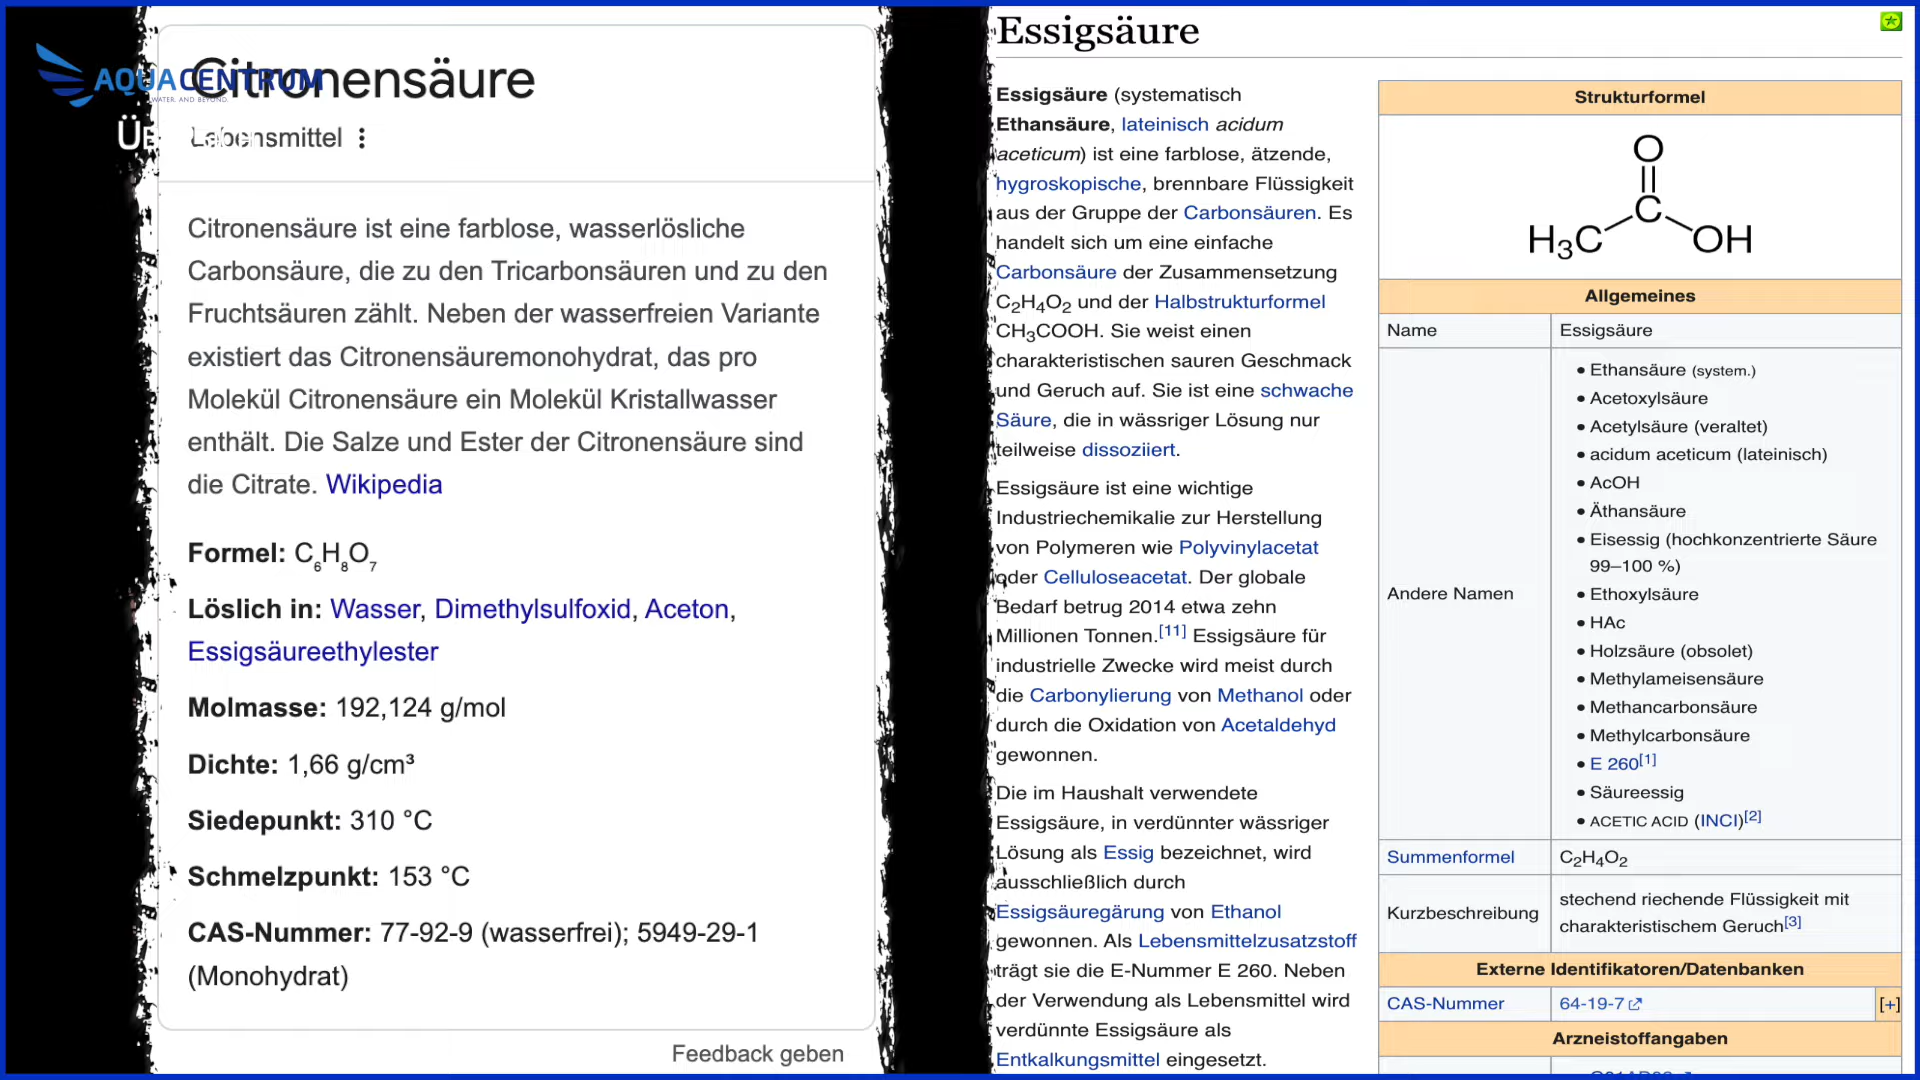 AQUACENTRUM
WATER. AND BEYOND.
Citronensäure
Lebensmittel
Citronensäure ist eine farblose, wasserlösliche
Carbonsäure, die zu den Tricarbonsäuren und zu den
Fruchtsäuren zählt. Neben der wasserfreien Variante
existiert das Citronensäuremonohydrat, das pro
Molekül Citronensäure ein Molekül Kristallwasser
enthält. Die Salze und Ester der Citronensäure sind
die Citrate. Wikipedia
Formel: C₆H₈O₇
Löslich in: Wasser, Dimethylsulfoxid, Aceton,
Essigsäureethylester
Molmasse: 192,124 g/mol
Dichte: 1,66 g/cm³
Siedepunkt: 310 °C
Schmelzpunkt: 153 °C
CAS-Nummer: 77-92-9 (wasserfrei); 5949-29-1
(Monohydrat)
Feedback geben
Essigsäure
Essigsäure (systematisch
Ethansäure, lateinisch acidum
aceticum) ist eine farblose, ätzende,
hygroskopische, brennbare Flüssigkeit
aus der Gruppe der Carbonsäuren. Es
handelt sich um eine einfache
Carbonsäure der Zusammensetzung
C₂H₄O₂ und der Halbstrukturformel
CH₃COOH. Sie weist einen
charakteristischen sauren Geschmack
und Geruch auf. Sie ist eine schwache
Säure, die in wässriger Lösung nur
teilweise dissoziiert.
Essigsäure ist eine wichtige
Industriechemikalie zur Herstellung
von Polymeren wie Polyvinylacetat
oder Celluloseacetat. Der globale
Bedarf betrug 2014 etwa zehn
Millionen Tonnen.[11] Essigsäure für
industrielle Zwecke wird meist durch
die Carbonylierung von Methanol oder
durch die Oxidation von Acetaldehyd
gewonnen.
Die im Haushalt verwendete
Essigsäure, in verdünnter wässriger
Lösung als Essig bezeichnet, wird
ausschließlich durch
Essigsäuregärung von Ethanol
gewonnen. Als Lebensmittelzusatzstoff
trägt sie die E-Nummer E 260. Neben
der Verwendung als Lebensmittel wird
verdünnte Essigsäure als
Entkalkungsmittel eingesetzt.
Strukturformel
O
C
H₃C OH
Allgemeines
Name Essigsäure
Andere Namen
• Ethansäure (system.)
• Acetoxylsäure
• Acetylsäure (veraltet)
• acidum aceticum (lateinisch)
• AcOH
• Äthansäure
• Eisessig (hochkonzentrierte Säure
99–100 %)
• Ethoxylsäure
• HAc
• Holzsäure (obsolet)
• Methylameisensäure
• Methancarbonsäure
• Methylcarbonsäure
• E 260[1]
• Säureessig
• ACETIC ACID (INCI)[2]
Summenformel C₂H₄O₂
Kurzbeschreibung stechend riechende Flüssigkeit mit
charakteristischem Geruch[3]
Externe Identifikatoren/Datenbanken
CAS-Nummer 64-19-7 [+]
Arzneistoffangaben